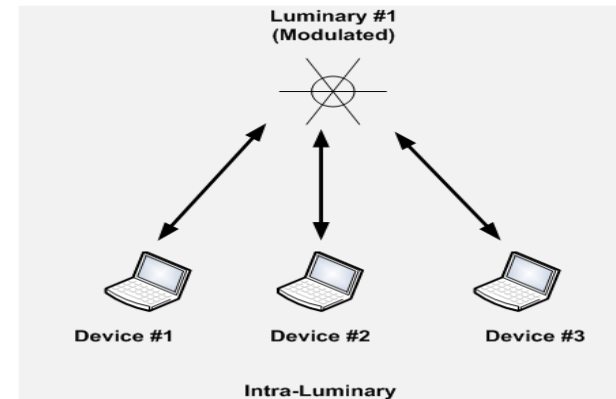 Luminary #1
(Modulated)
Device #1
Device #2
Device #3
Intra-Luminary